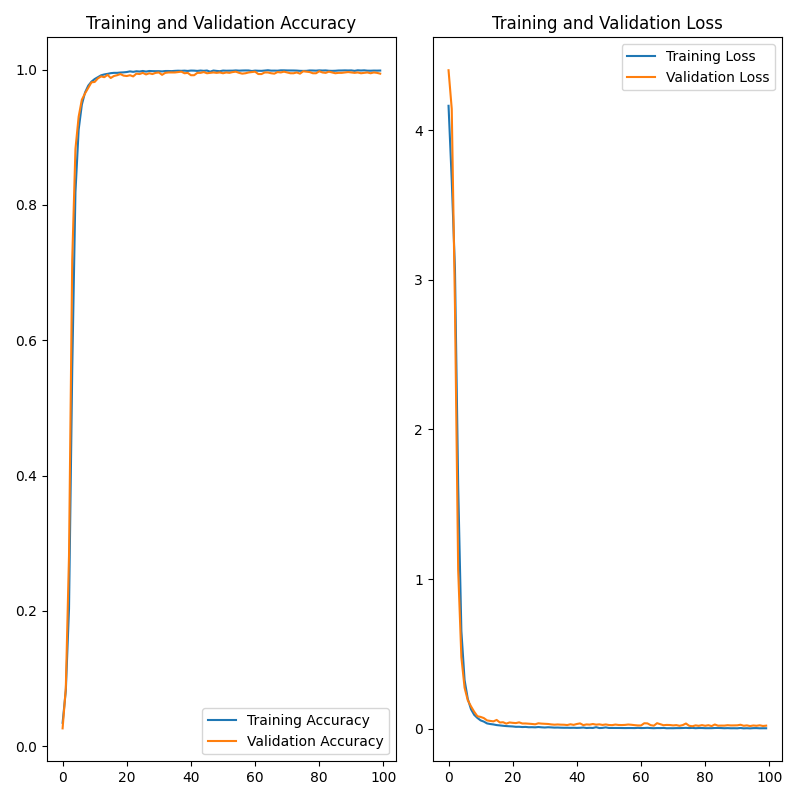 Training and Validation Accuracy
1.0
0.8
0.6
0.4
0.2
0.0
Training Accuracy
Validation Accuracy
0 20 40 60 80 100
Training and Validation Loss
Training Loss
Validation Loss
4
3
2
1
0
0 20 40 60 80 100